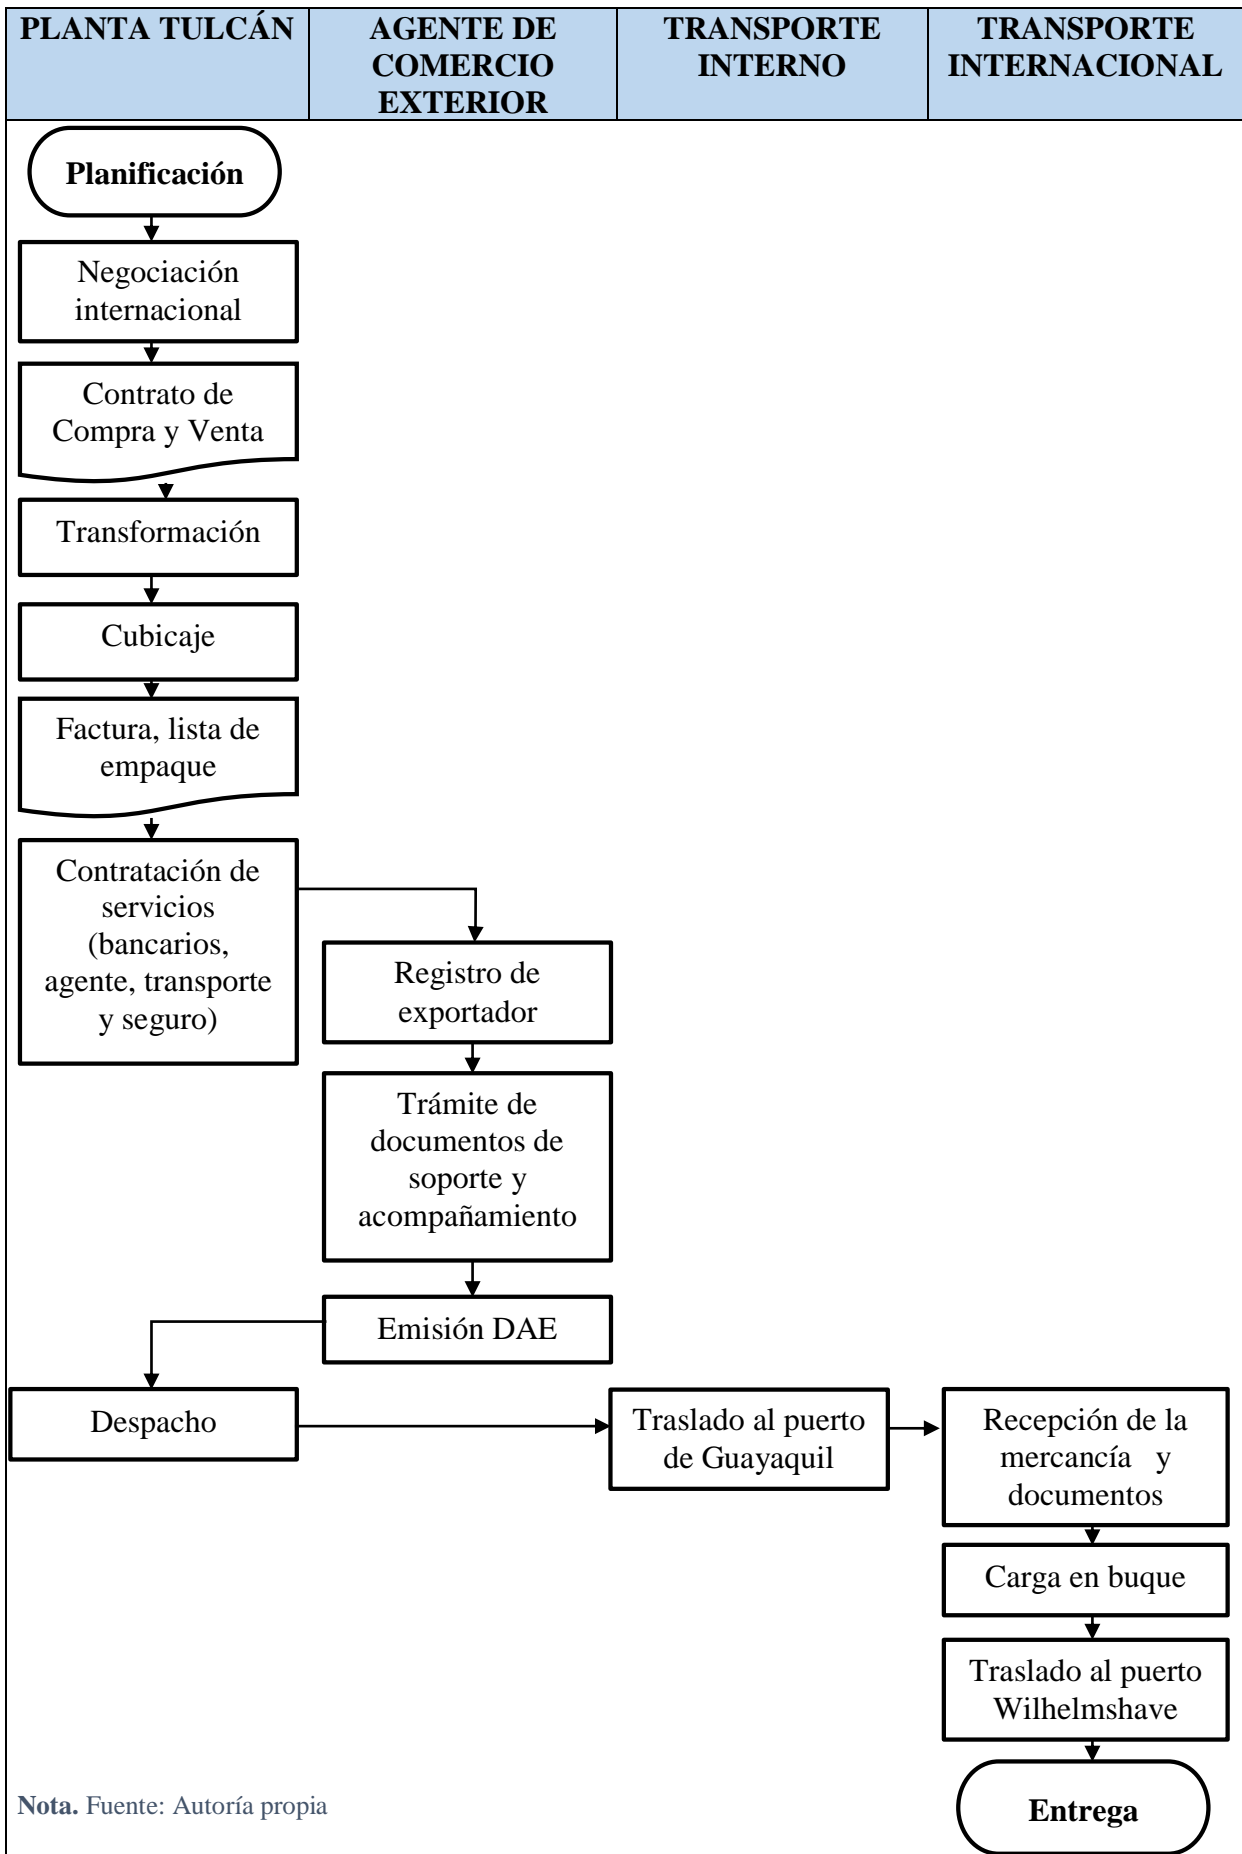 PLANTA TULCÁN
AGENTE DE
COMERCIO
EXTERIOR
TRANSPORTE
INTERNO
TRANSPORTE
INTERNACIONAL
Planificación
Negociación
internacional
Contrato de
Compra y Venta
Transformación
Cubicaje
Factura, lista de
empaque
Contratación de
servicios
(bancarios,
agente, transporte
y seguro)
Registro de
exportador
Trámite de
documentos de
soporte y
acompañamiento
Emisión DAE
Despacho
Traslado al puerto
de Guayaquil
Recepción de la
mercancía y
documentos
Carga en buque
Traslado al puerto
Wilhelmshave
Entrega
Nota. Fuente: Autoría propia